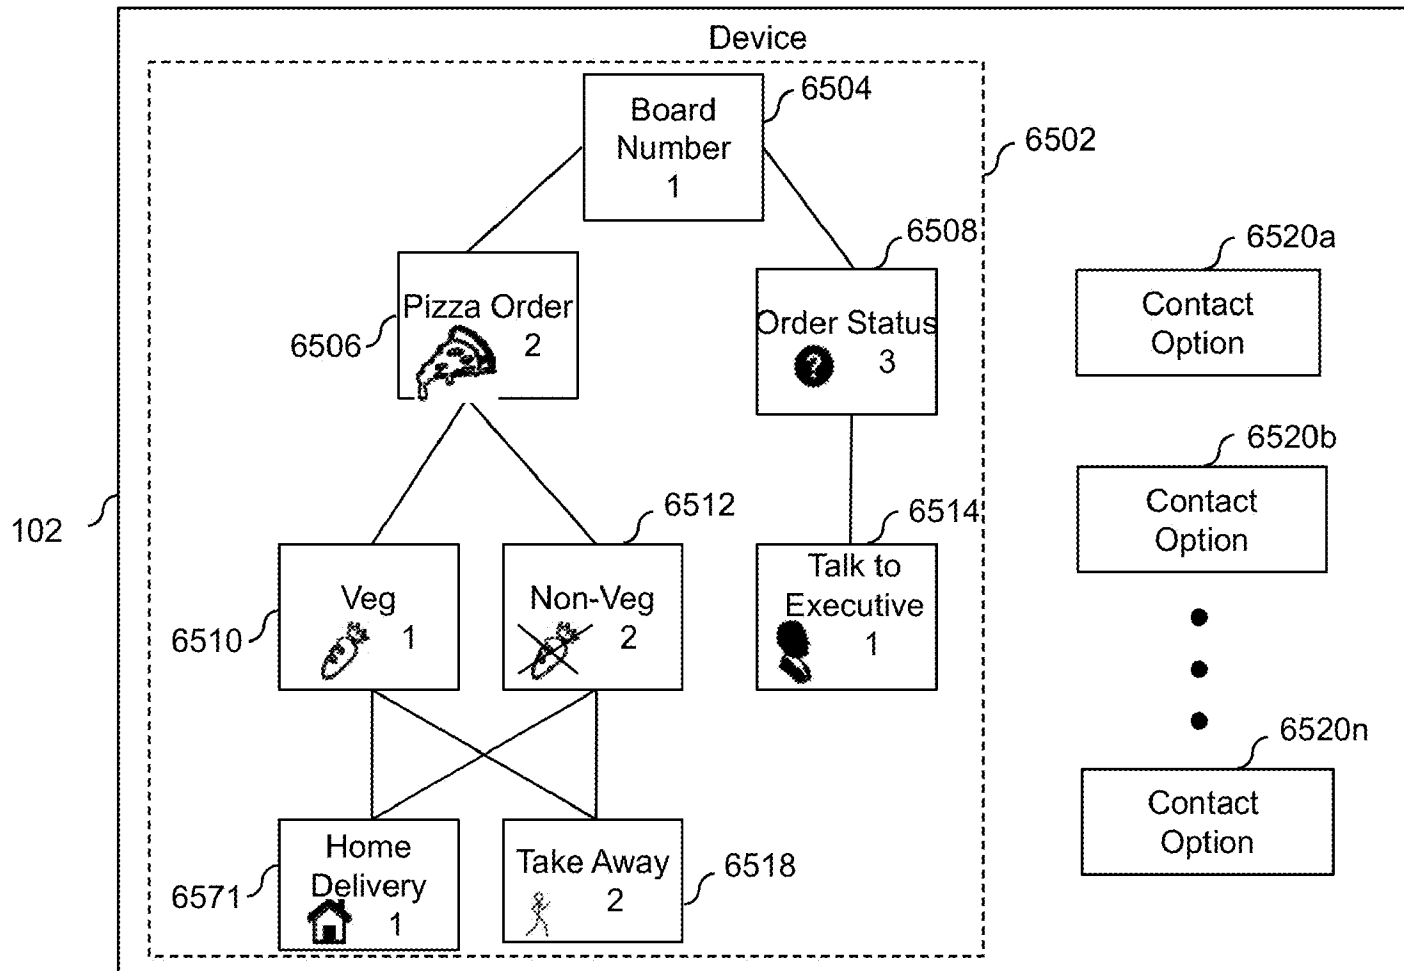 Device
6504
Board
Number
1
6502
6508
6520a
Pizza Order
2
6506
Order Status
?
3
Contact
Option
6520b
Contact
Option
102
6512
6514
Veg
1
6510
Non-Veg
2
Talk to
Executive
1
6520n
Contact
Option
Home
Delivery
1
6571
Take Away
2
6518